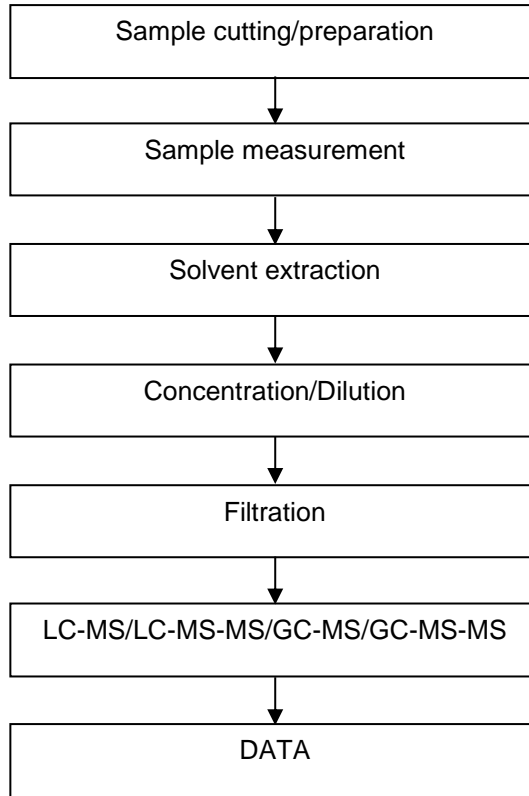 Sample cutting/preparation
Sample measurement
Solvent extraction
Concentration/Dilution
Filtration
LC-MS/LC-MS-MS/GC-MS/GC-MS-MS
DATA